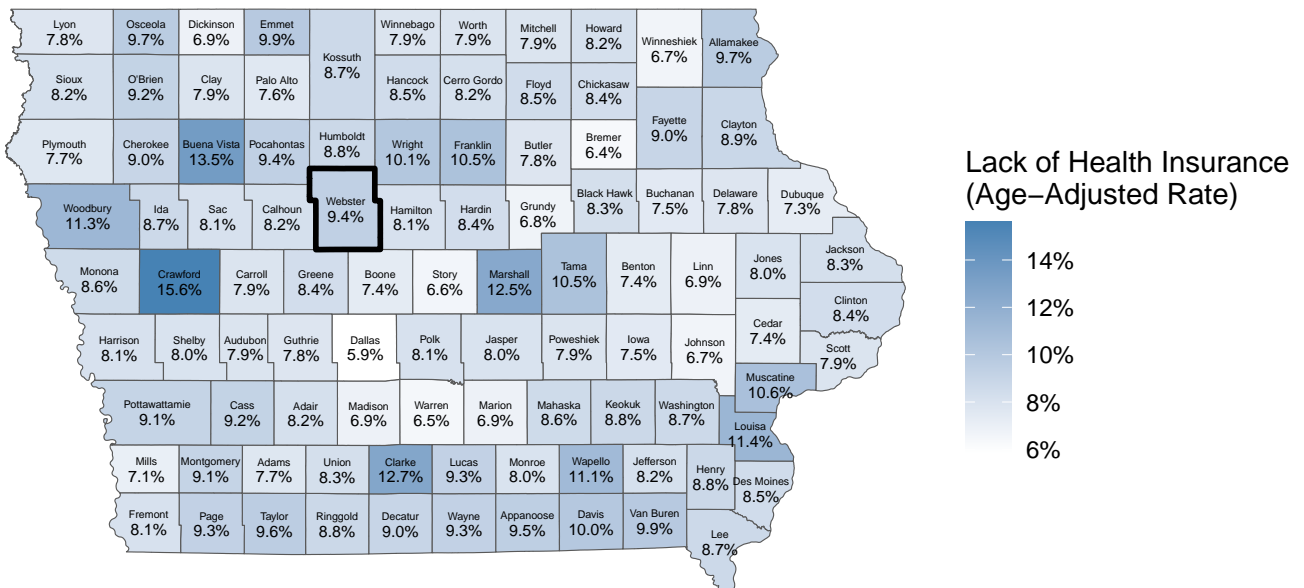 Lyon
7.8%
Osceola
9.7%
Dickinson
6.9%
Emmet
9.9%
Kossuth
8.7%
Winnebago
7.9%
Worth
7.9%
Mitchell
7.9%
Howard
8.2%
Winneshiek
6.7%
Allamakee
9.7%
Sioux
8.2%
O'Brien
9.2%
Clay
7.9%
Palo Alto
7.6%
Hancock
8.5%
Cerro Gordo
8.2%
Floyd
8.5%
Chickasaw
8.4%
Fayette
9.0%
Clayton
8.9%
Plymouth
7.7%
Cherokee
9.0%
Buena Vista
13.5%
Pocahontas
9.4%
Humboldt
8.8%
Wright
10.1%
Franklin
10.5%
Butler
7.8%
Bremer
6.4%
Woodbury
11.3%
Ida
8.7%
Sac
8.1%
Calhoun
8.2%
Webster
9.4%
Hamilton
8.1%
Hardin
8.4%
Grundy
6.8%
Black Hawk
8.3%
Buchanan
7.5%
Delaware
7.8%
Dubuque
7.3%
Monona
8.6%
Crawford
15.6%
Carroll
7.9%
Greene
8.4%
Boone
7.4%
Story
6.6%
Marshall
12.5%
Tama
10.5%
Benton
7.4%
Linn
6.9%
Jones
8.0%
Jackson
8.3%
Clinton
8.4%
Harrison
8.1%
Shelby
8.0%
Audubon
7.9%
Guthrie
7.8%
Dallas
5.9%
Polk
8.1%
Jasper
8.0%
Poweshiek
7.9%
Iowa
7.5%
Johnson
6.7%
Cedar
7.4%
Scott
7.9%
Muscatine
10.6%
Pottawattamie
9.1%
Cass
9.2%
Adair
8.2%
Madison
6.9%
Warren
6.5%
Marion
6.9%
Mahaska
8.6%
Keokuk
8.8%
Washington
8.7%
Louisa
11.4%
Mills
7.1%
Montgomery
9.1%
Adams
7.7%
Union
8.3%
Clarke
12.7%
Lucas
9.3%
Monroe
8.0%
Wapello
11.1%
Jefferson
8.2%
Henry
8.8%
Des Moines
8.5%
Fremont
8.1%
Page
9.3%
Taylor
9.6%
Ringgold
8.8%
Decatur
9.0%
Wayne
9.3%
Appanoose
9.5%
Davis
10.0%
Van Buren
9.9%
Lee
8.7%
Lack of Health Insurance
(Age−Adjusted Rate)
14%
12%
10%
8%
6%